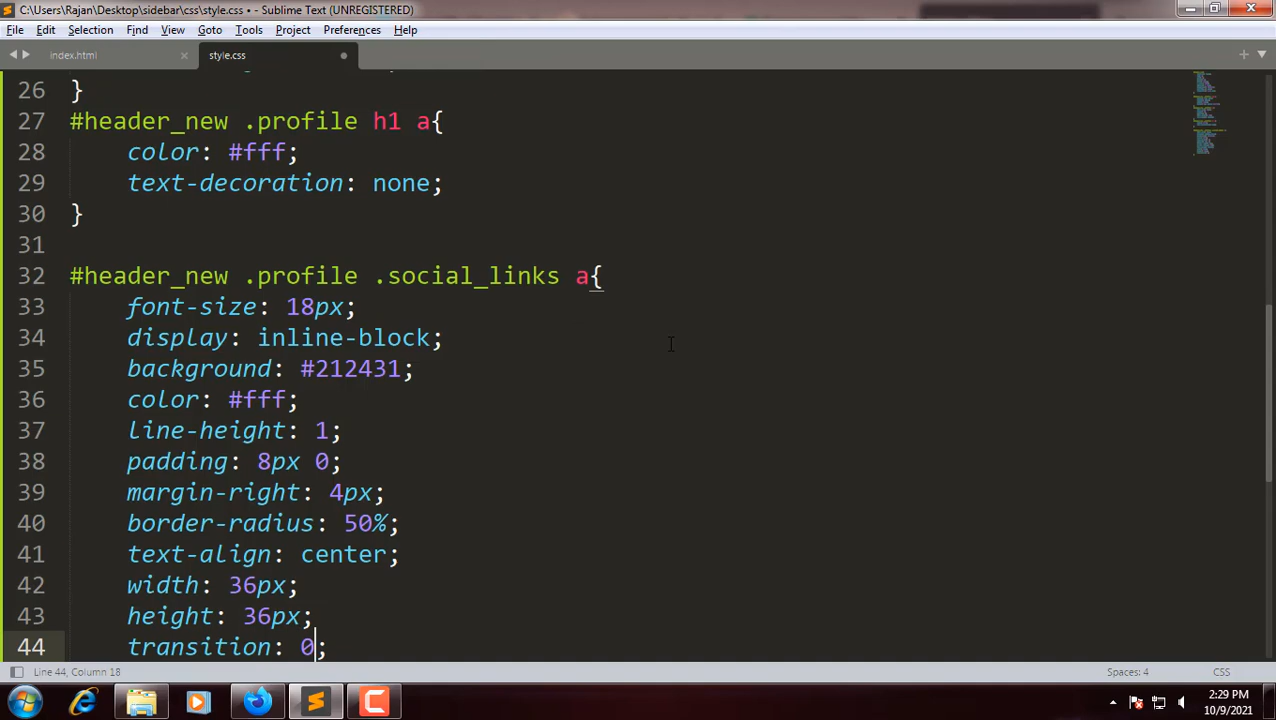 C:\Users\Rajan\Desktop\sidebar\css\style.css • - Sublime Text (UNREGISTERED)
File Edit Selection Find View Goto Tools Project Preferences Help
index.html style.css
26 }
27 #header_new .profile h1 a{
28 color: #fff;
29 text-decoration: none;
30 }
31
32 #header_new .profile .social_links a{
33 font-size: 18px;
34 display: inline-block;
35 background: #212431;
36 color: #fff;
37 line-height: 1;
38 padding: 8px 0;
39 margin-right: 4px;
40 border-radius: 50%;
41 text-align: center;
42 width: 36px;
43 height: 36px;
44 transition: 0;
Line 44, Column 18 Spaces: 4 CSS
2:29 PM
10/9/2021